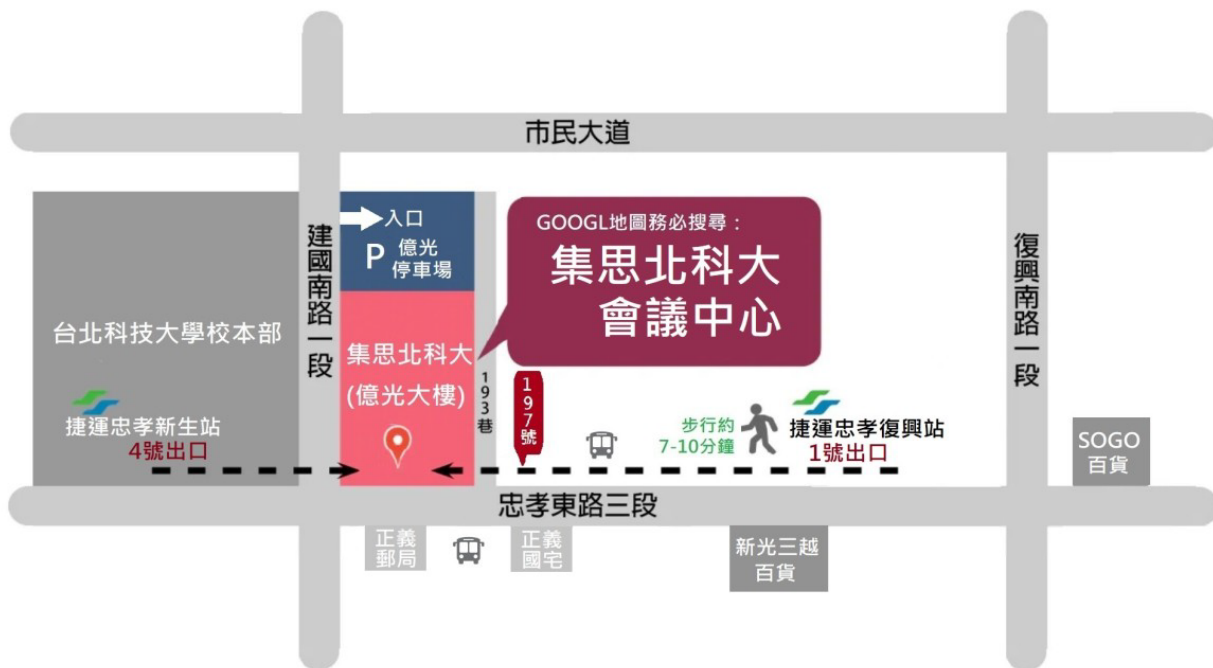 市民大道
建國南路一段
入口
P 億光
停車場
GOOGL地圖務必搜尋：
集思北科大
會議中心
復興南路一段
台北科技大學校本部
集思北科大
(億光大樓)
193巷
197號
捷運忠孝新生站
4號出口
步行約
7-10分鐘
捷運忠孝復興站
1號出口
SOGO
百貨
忠孝東路三段
正義
郵局
正義
國宅
新光三越
百貨